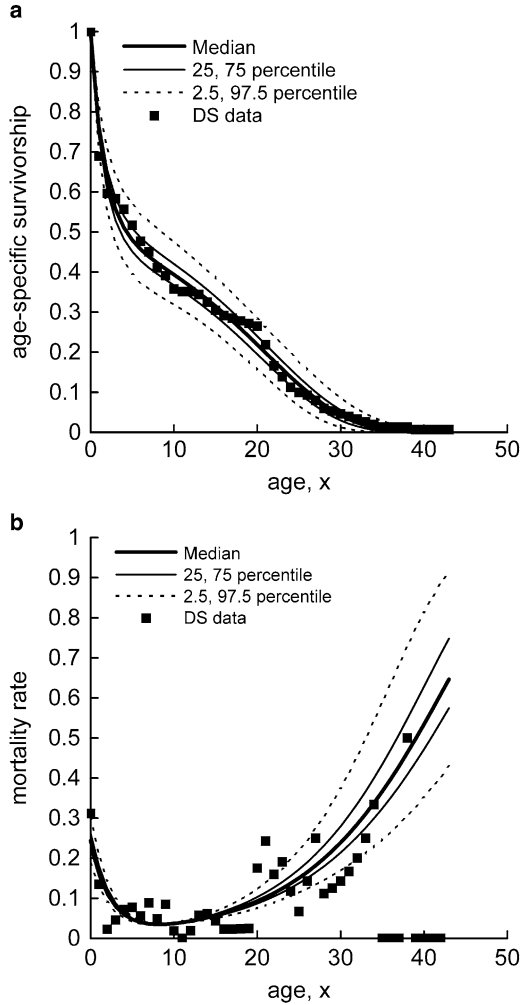 a
1
Median
0.9
25, 75 percentile
2.5, 97.5 percentile
0.8
DS data
0.7
0.6
0.5
0.4
0.3
0.2
0.1
0
age-specific survivorship
0 10 20 30 40 50
age, x
b
1
Median
0.9
25, 75 percentile
2.5, 97.5 percentile
0.8
DS data
0.7
0.6
0.5
0.4
0.3
0.2
0.1
0
mortality rate
0 10 20 30 40 50
age, x